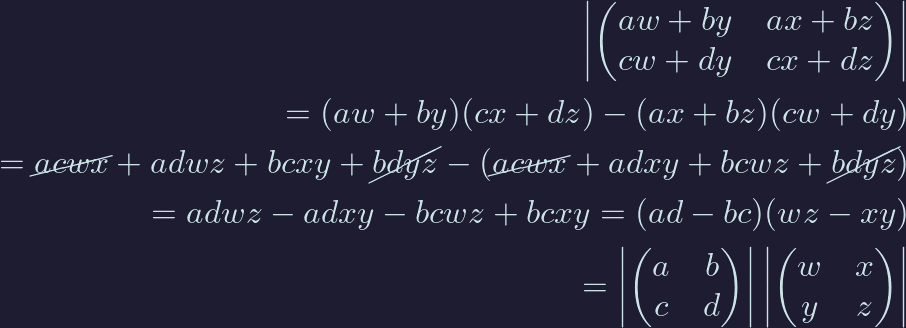 |(aw + by ax + bz
cw + dy cx + dz)|
= (aw + by)(cx + dz) − (ax + bz)(cw + dy)
= acwx + adwz + bcxy + bdyz − (acwx + adxy + bcwz + bdyz)
= adwz − adxy − bcwz + bcxy = (ad − bc)(wz − xy)
= |(a b
c d)| |(w x
y z)|